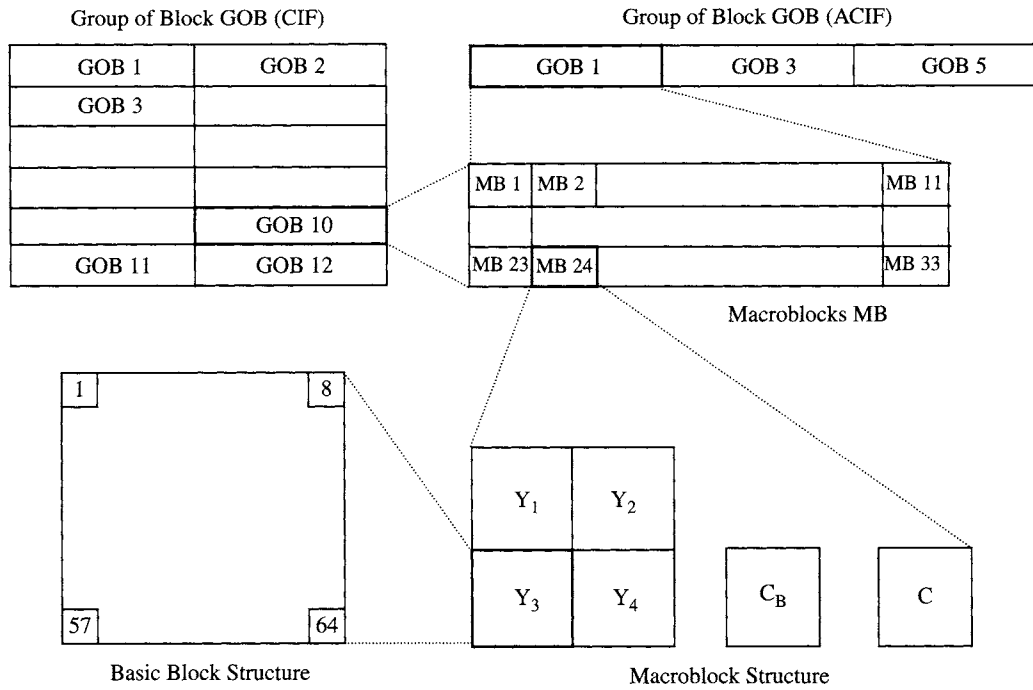 Group of Block GOB (CIF)
Group of Block GOB (ACIF)
GOB 1 GOB 2
GOB 3
GOB 10
GOB 11 GOB 12
GOB 1 GOB 3 GOB 5
MB 1 MB 2 MB 11
MB 23 MB 24 MB 33
Macroblocks MB
1 8
57 64
Basic Block Structure
Y1 Y2
Y3 Y4
CB
C
Macroblock Structure